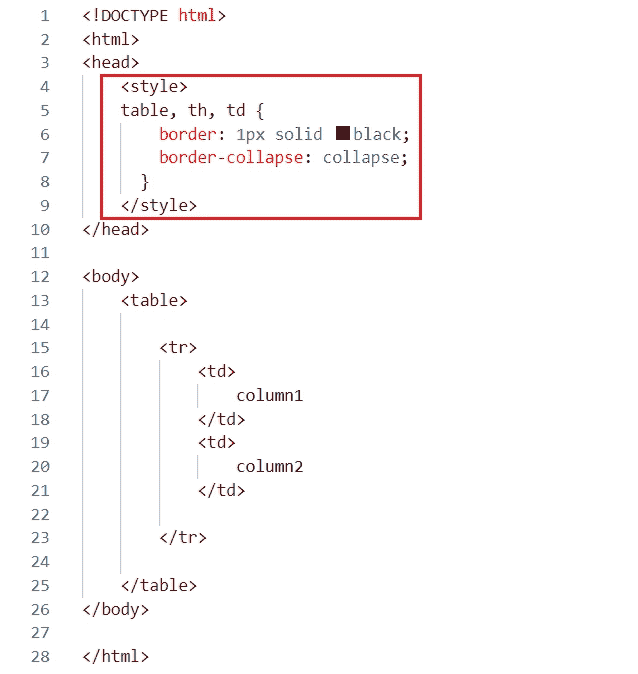 1 <!DOCTYPE html>
2 <html>
3 <head>
4 <style>
5 table, th, td {
6 border: 1px solid black;
7 border-collapse: collapse;
8 }
9 </style>
10 </head>
11
12 <body>
13 <table>
14
15 <tr>
16 <td>
17 column1
18 </td>
19 <td>
20 column2
21 </td>
22
23 </tr>
24
25 </table>
26 </body>
27
28 </html>